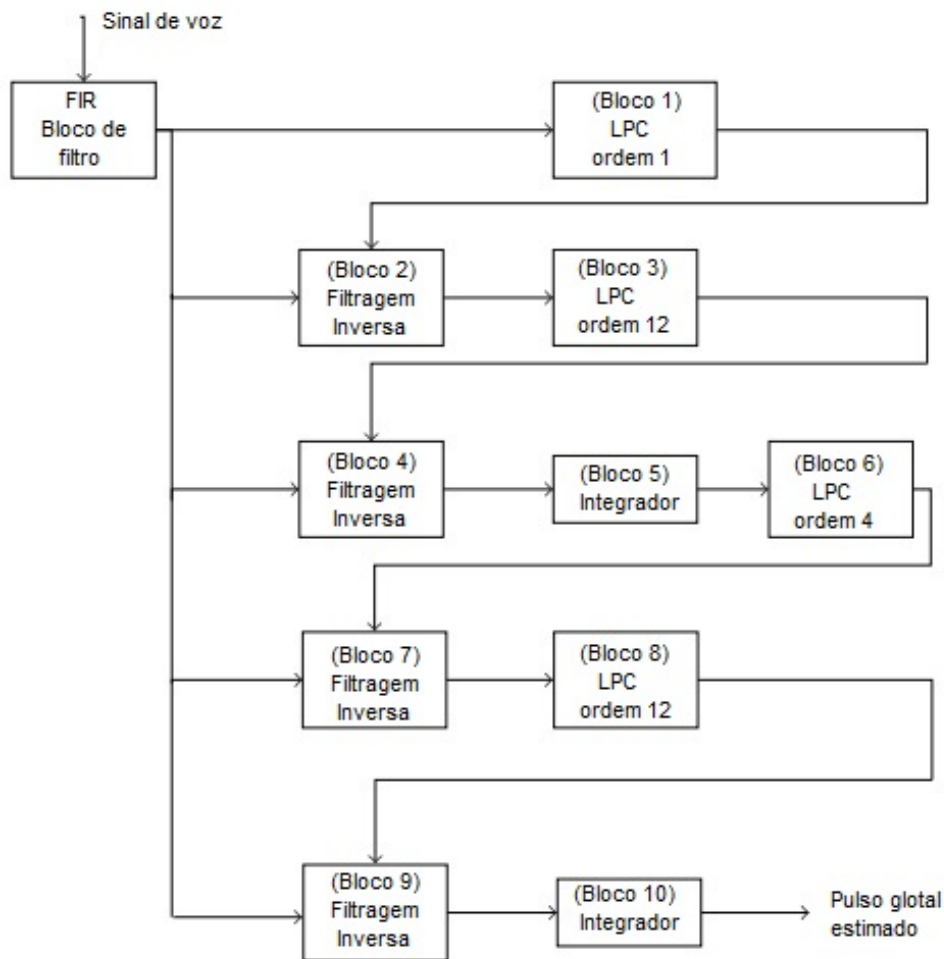 Sinal de voz
FIR
Bloco de
filtro
(Bloco 1)
LPC
ordem 1
(Bloco 2)
Filtragem
Inversa
(Bloco 3)
LPC
ordem 12
(Bloco 4)
Filtragem
Inversa
(Bloco 5)
Integrador
(Bloco 6)
LPC
ordem 4
(Bloco 7)
Filtragem
Inversa
(Bloco 8)
LPC
ordem 12
(Bloco 9)
Filtragem
Inversa
(Bloco 10)
Integrador
Pulso glotal
estimado